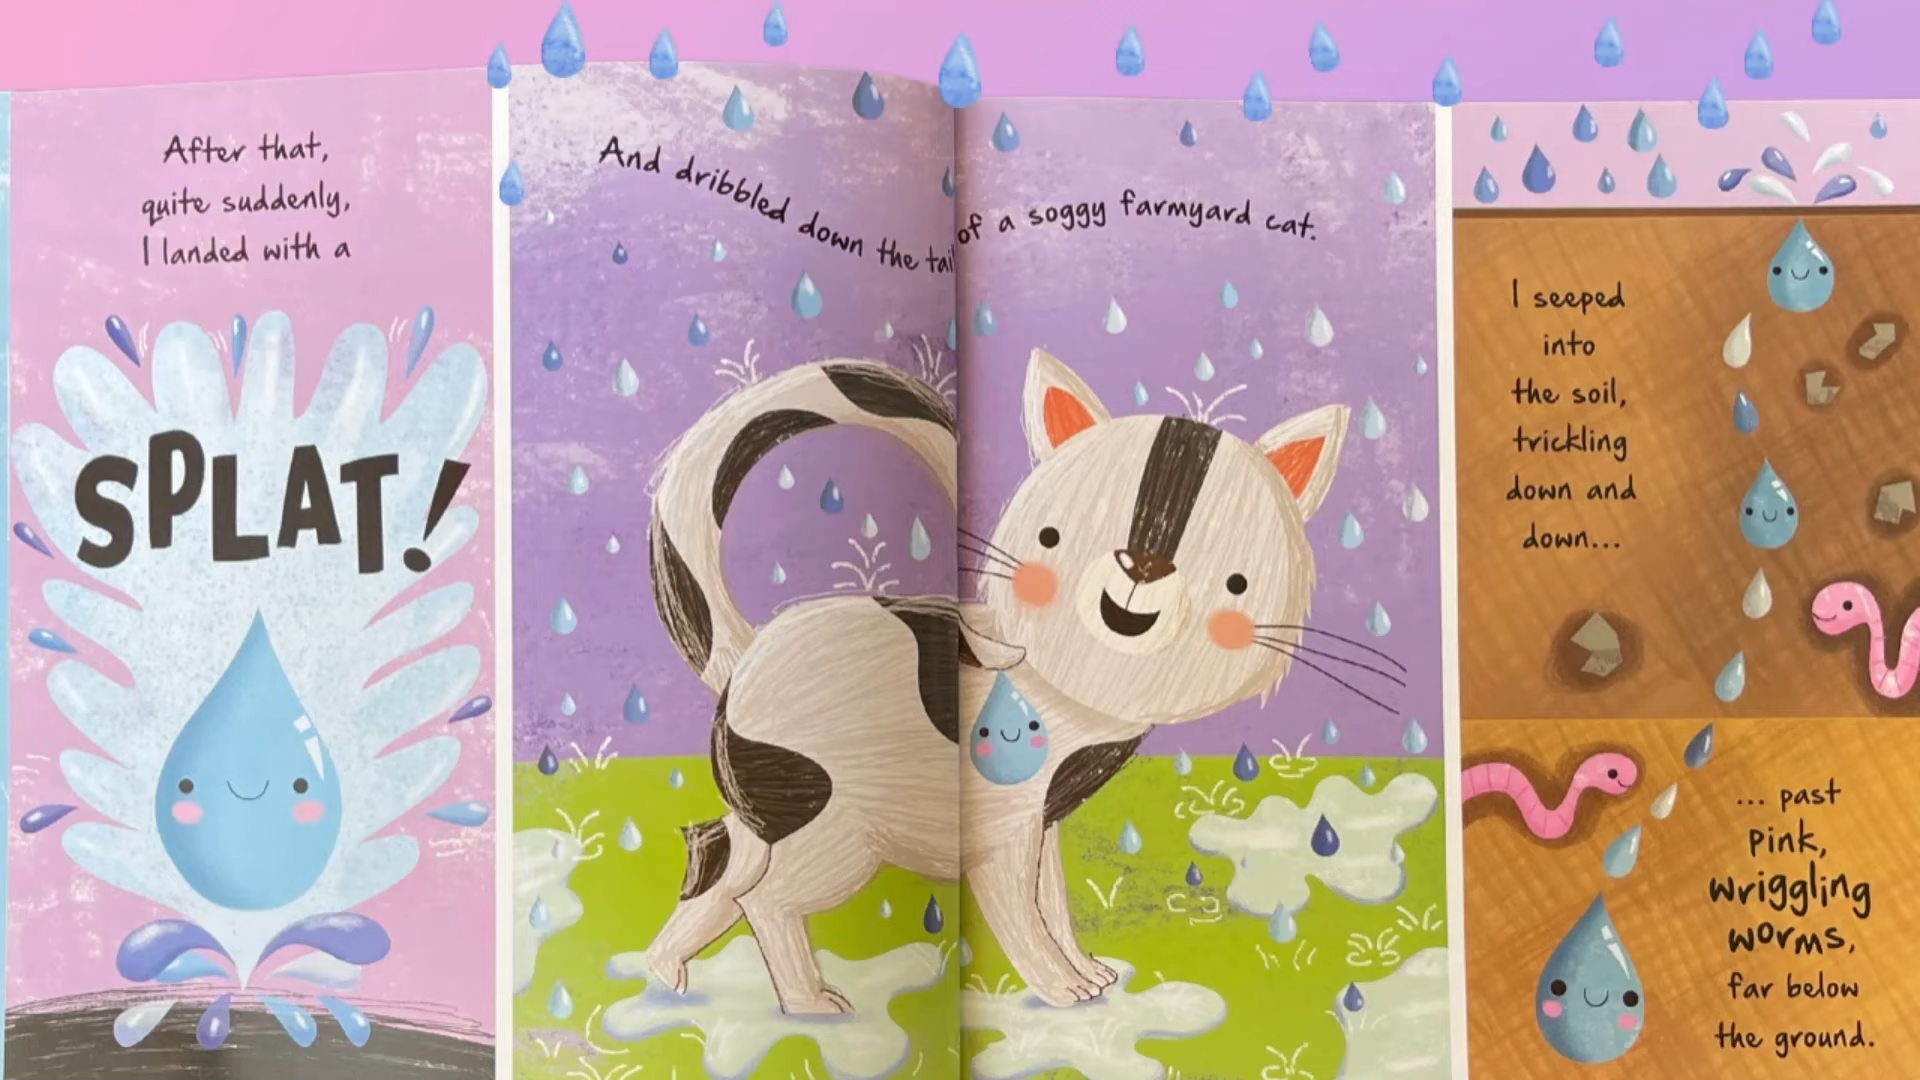 After that,
quite suddenly,
I landed with a
SPLAT!
And dribbled down the tail of a soggy farmyard cat.
I seeped
into
the soil,
trickling
down and
down...
... past
pink,
wriggling
worms,
far below
the ground.